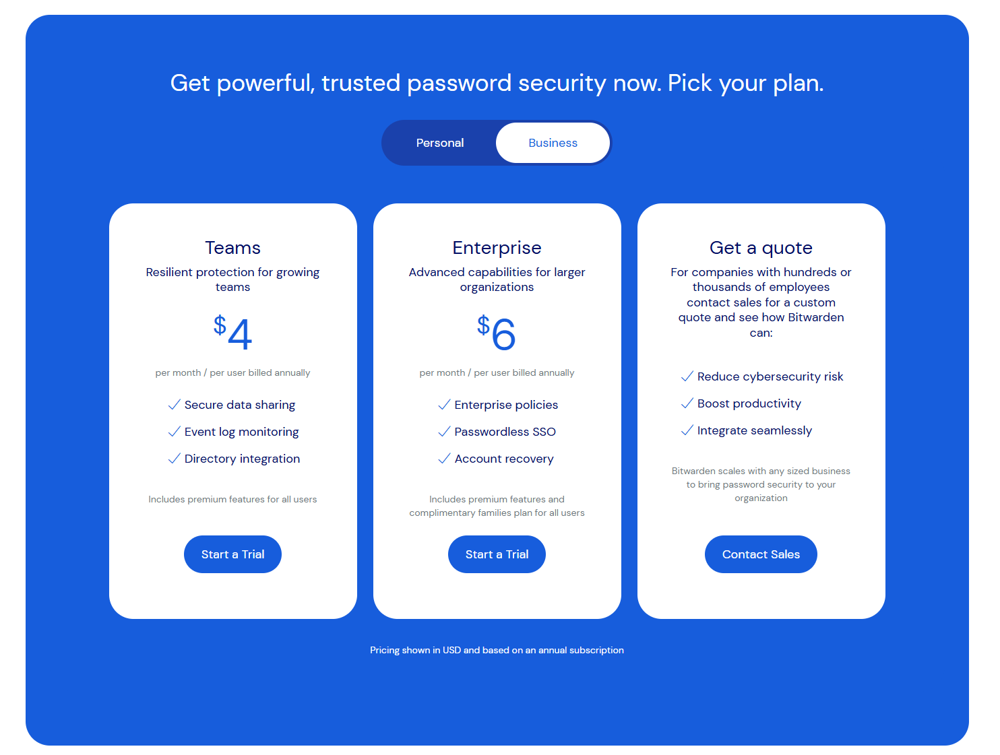 Get powerful, trusted password security now. Pick your plan.
Personal
Business
Teams
Resilient protection for growing
teams
$4
per month / per user billed annually
Secure data sharing
Event log monitoring
Directory integration
Includes premium features for all users
Start a Trial
Enterprise
Advanced capabilities for larger
organizations
$6
per month / per user billed annually
Enterprise policies
Passwordless SSO
Account recovery
Includes premium features and
complimentary families plan for all users
Start a Trial
Get a quote
For companies with hundreds or
thousands of employees
contact sales for a custom
quote and see how Bitwarden
can:
Reduce cybersecurity risk
Boost productivity
Integrate seamlessly
Bitwarden scales with any sized business
to bring password security to your
organization
Contact Sales
Pricing shown in USD and based on an annual subscription